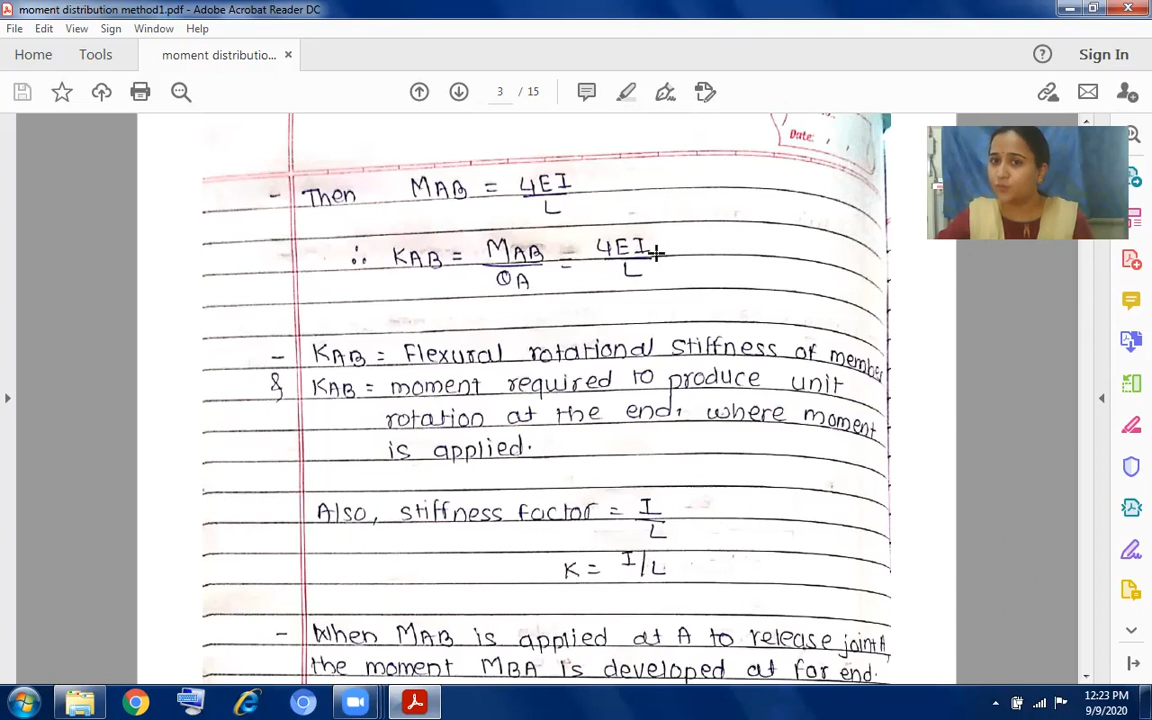 moment distribution method1.pdf - Adobe Acrobat Reader DC
File Edit View Sign Window Help
Home Tools moment distributio... × Sign In
3 / 15
Date:
- Then MAB = 4EI
L
∴ KAB = MAB = 4EI
θA L
- KAB = Flexural rotational stiffness of member
& KAB = moment required to produce unit
rotation at the end, where moment
is applied.
Also, stiffness factor = I
L
K = I/L
- When MAB is applied at A to release joint A,
the moment MBA is developed at far end.
12:23 PM
9/9/2020